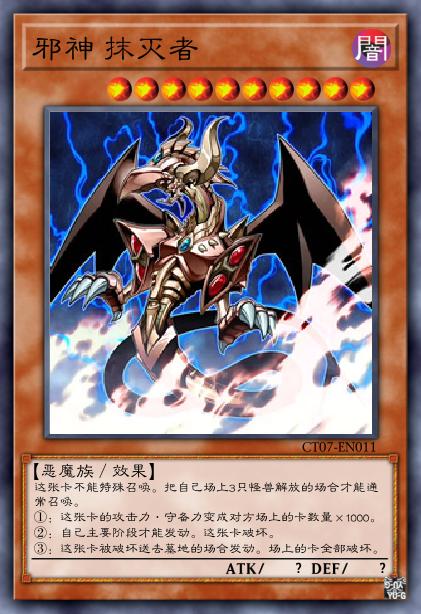 邪神 抹灭者
闇
CT07-EN011
【恶魔族／效果】
这张卡不能特殊召唤。把自己场上3只怪兽解放的场合才能通
常召唤。
①：这张卡的攻击力·守备力变成对方场上的卡数量×1000。
②：自己主要阶段才能发动。这张卡破坏。
③：这张卡被破坏送去墓地的场合发动。场上的卡全部破坏。
ATK/ ? DEF/ ?